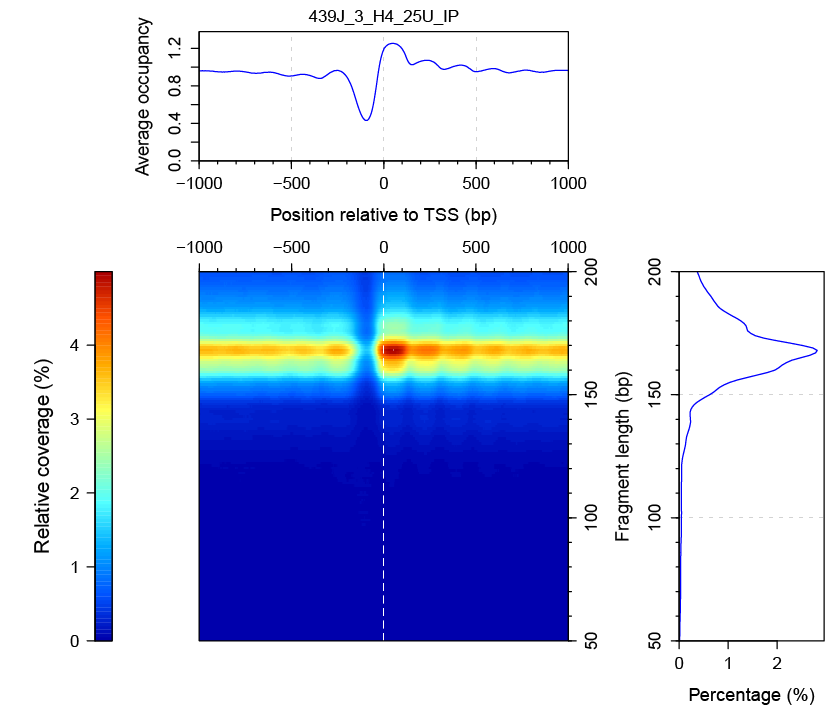 439J_3_H4_25U_IP
Average occupancy
0.0 0.4 0.8 1.2
−1000 −500 0 500 1000
Position relative to TSS (bp)
−1000 −500 0 500 1000
Relative coverage (%)
0 1 2 3 4
50 100 150 200
Fragment length (bp)
50 100 150 200
0 1 2
Percentage (%)